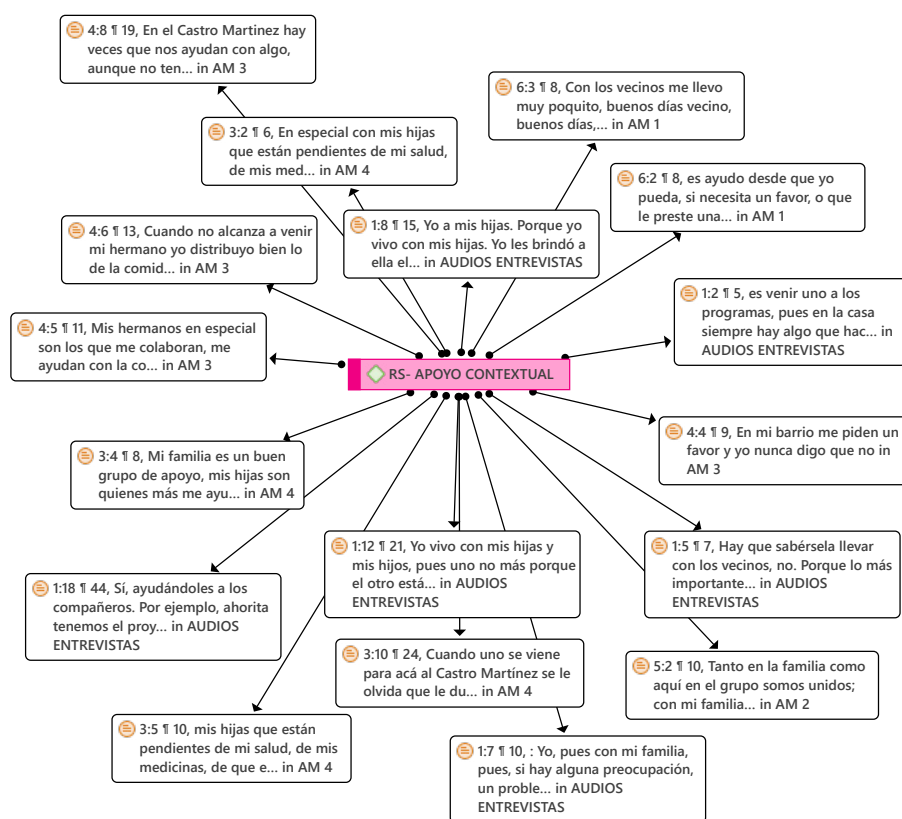 4:8 ¶ 19, En el Castro Martinez hay
veces que nos ayudan con algo,
aunque no ten... in AM 3
6:3 ¶ 8, Con los vecinos me llevo
muy poquito, buenos días vecino,
buenos días,... in AM 1
3:2 ¶ 6, En especial con mis hijas
que están pendientes de mi salud,
de mis med... in AM 4
6:2 ¶ 8, es ayudo desde que yo
pueda, si necesita un favor, o que
le preste una... in AM 1
4:6 ¶ 13, Cuando no alcanza a venir
mi hermano yo distribuyo bien lo
de la comid... in AM 3
1:8 ¶ 15, Yo a mis hijas. Porque yo
vivo con mis hijas. Yo les brindó a
ella el... in AUDIOS ENTREVISTAS
1:2 ¶ 5, es venir uno a los
programas, pues en la casa
siempre hay algo que hac... in
AUDIOS ENTREVISTAS
4:5 ¶ 11, Mis hermanos en especial
son los que me colaboran, me
ayudan con la co... in AM 3
RS- APOYO CONTEXTUAL
4:4 ¶ 9, En mi barrio me piden un
favor y yo nunca digo que no in
AM 3
3:4 ¶ 8, Mi familia es un buen
grupo de apoyo, mis hijas son
quienes más me ayu... in AM 4
1:12 ¶ 21, Yo vivo con mis hijas y
mis hijos, pues uno no más porque
el otro está... in AUDIOS
ENTREVISTAS
1:5 ¶ 7, Hay que sabérsela llevar
con los vecinos, no. Porque lo más
importante... in AUDIOS
ENTREVISTAS
1:18 ¶ 44, Sí, ayudándoles a los
compañeros. Por ejemplo, ahorita
tenemos el proy... in AUDIOS
ENTREVISTAS
3:10 ¶ 24, Cuando uno se viene
para acá al Castro Martínez se le
olvida que le du... in AM 4
5:2 ¶ 10, Tanto en la familia como
aquí en el grupo somos unidos;
con mi familia... in AM 2
3:5 ¶ 10, mis hijas que están
pendientes de mi salud, de mis
medicinas, de que e... in AM 4
1:7 ¶ 10, : Yo, pues con mi familia,
pues, si hay alguna preocupación,
un proble... in AUDIOS
ENTREVISTAS